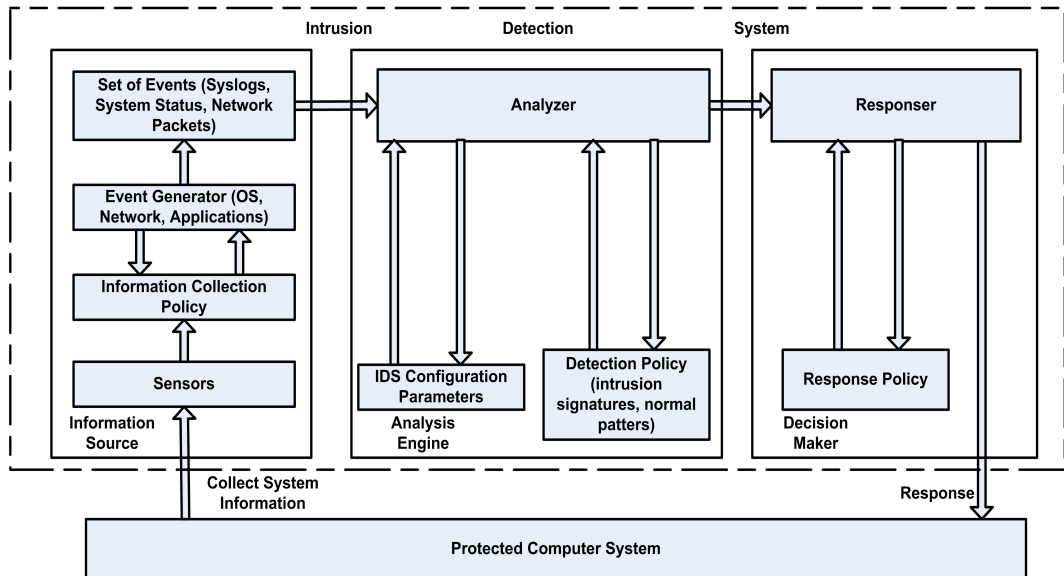 Intrusion Detection System
Set of Events (Syslogs,
System Status, Network
Packets)
Event Generator (OS,
Network, Applications)
Information Collection
Policy
Sensors
Information
Source
Analyzer
IDS Configuration
Parameters
Detection Policy
(intrusion
signatures, normal
patters)
Analysis
Engine
Responser
Response Policy
Decision
Maker
Collect System
Information
Response
Protected Computer System